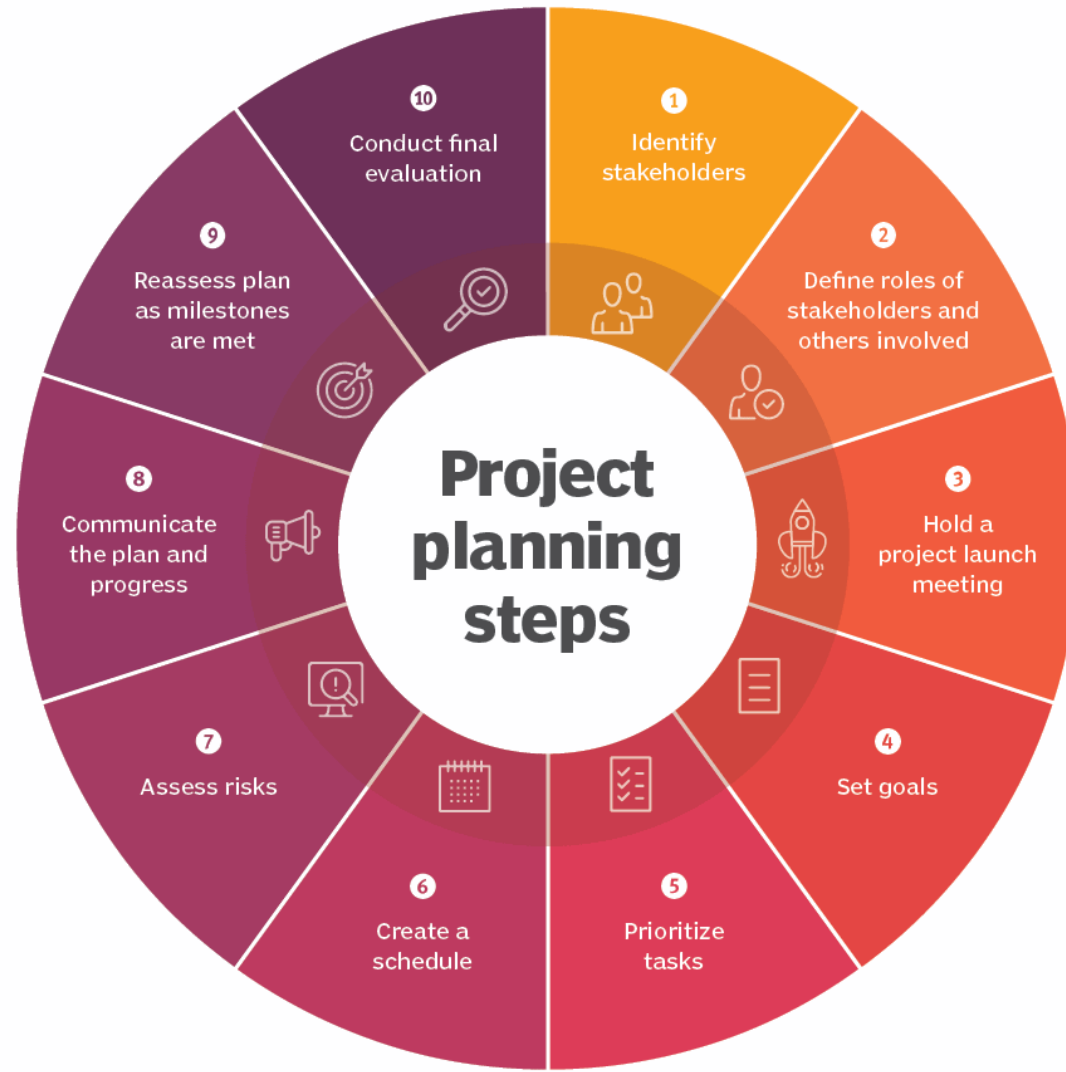 Project
planning
steps
1
Identify
stakeholders
2
Define roles of
stakeholders and
others involved
3
Hold a
project launch
meeting
4
Set goals
5
Prioritize
tasks
6
Create a
schedule
7
Assess risks
8
Communicate
the plan and
progress
9
Reassess plan
as milestones
are met
10
Conduct final
evaluation